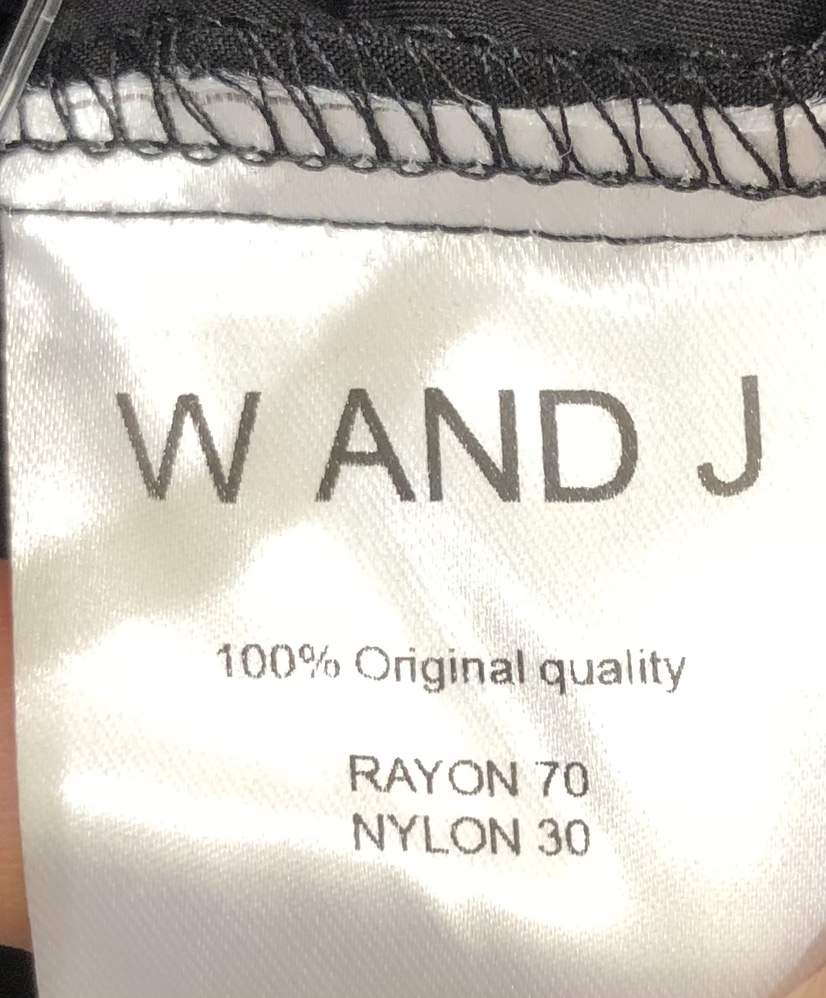 W AND J
100% Original quality
RAYON 70
NYLON 30